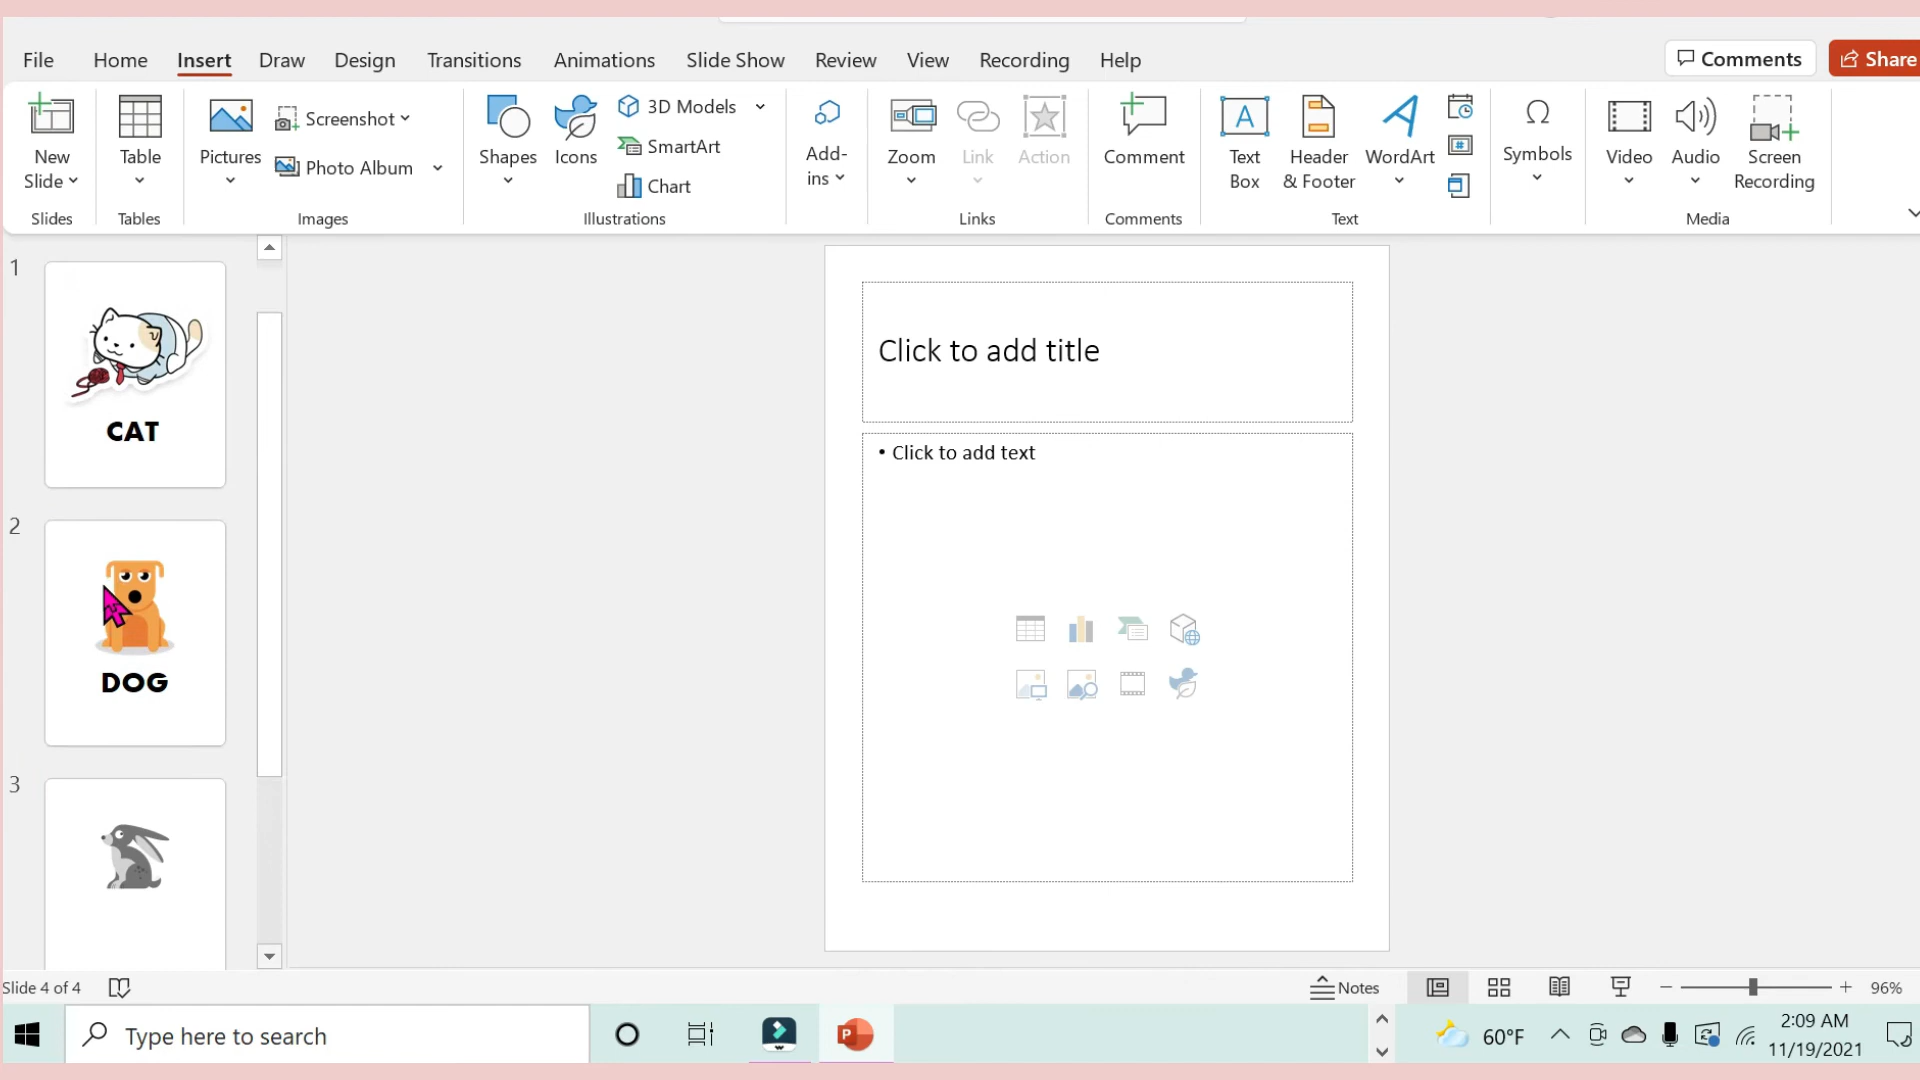 File Home Insert Draw Design Transitions Animations Slide Show Review View Recording Help Comments Share
New Slide
Table
Pictures
Screenshot
Photo Album
Shapes
Icons
3D Models
SmartArt
Chart
Add-ins
Zoom
Link
Action
Comment
Text Box
Header & Footer
WordArt
Symbols
Video
Audio
Screen Recording
Slides Tables Images Illustrations Links Comments Text Media
1
CAT
2
DOG
3
Click to add title
• Click to add text
Slide 4 of 4 Notes 96%
Type here to search
60°F
2:09 AM
11/19/2021